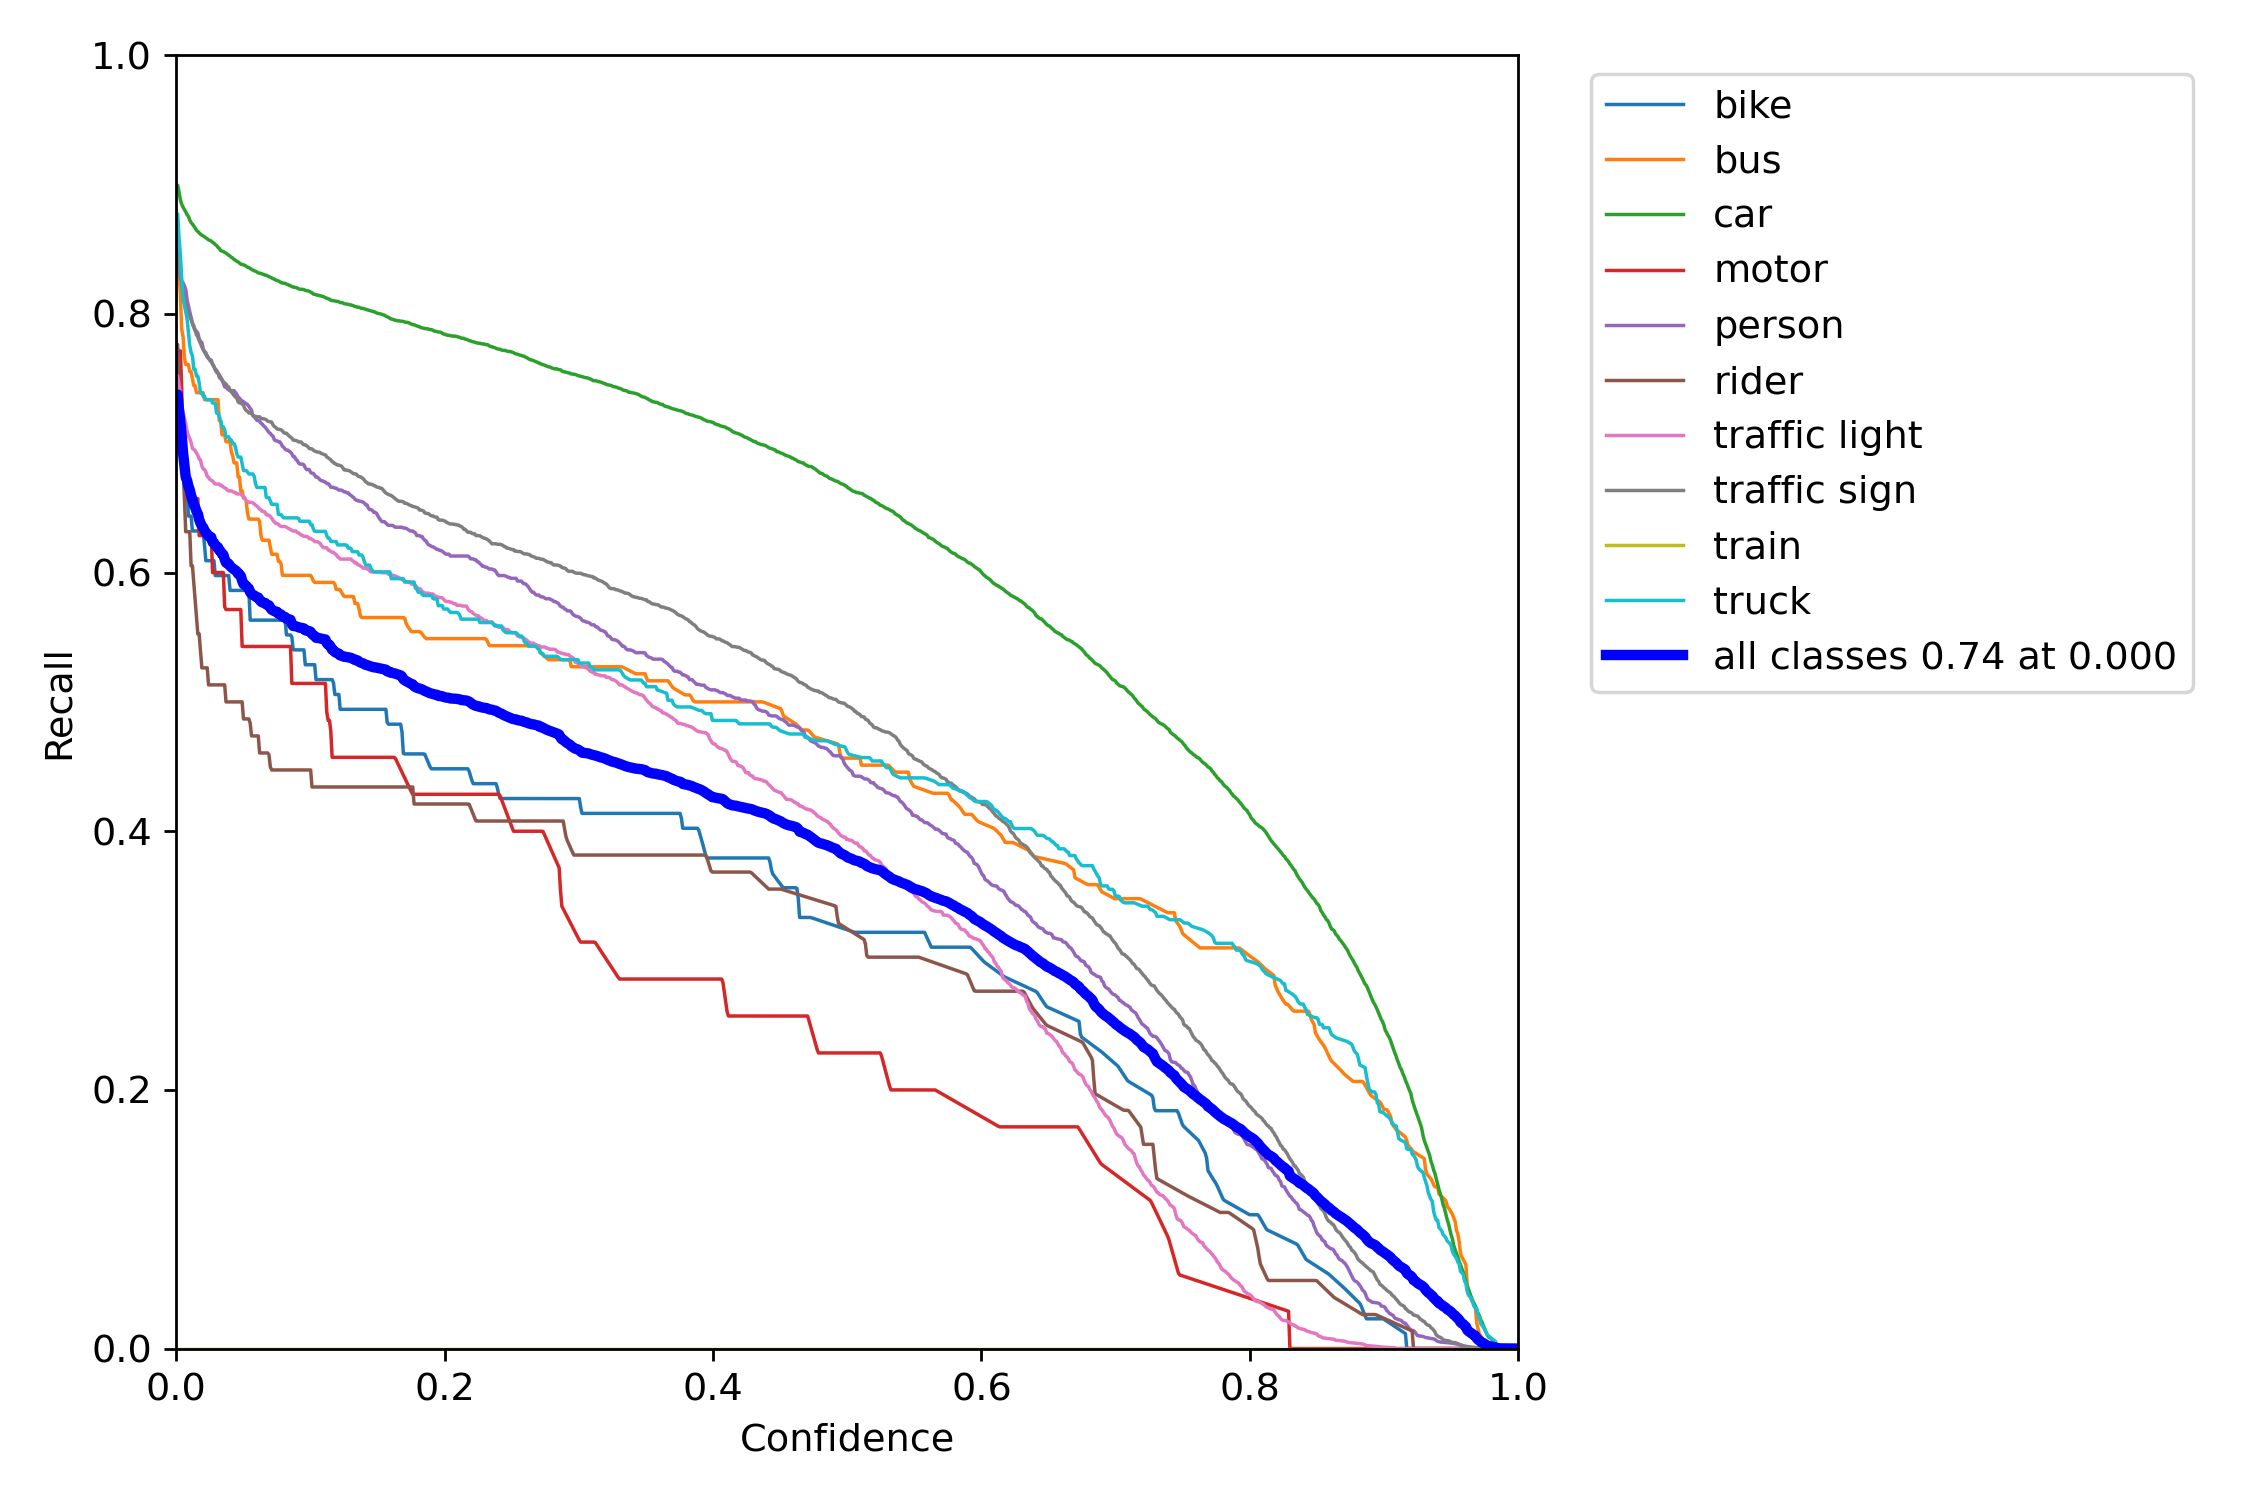 1.0
0.8
0.6
0.4
0.2
0.0
Recall
0.0 0.2 0.4 0.6 0.8 1.0
Confidence
bike
bus
car
motor
person
rider
traffic light
traffic sign
train
truck
all classes 0.74 at 0.000